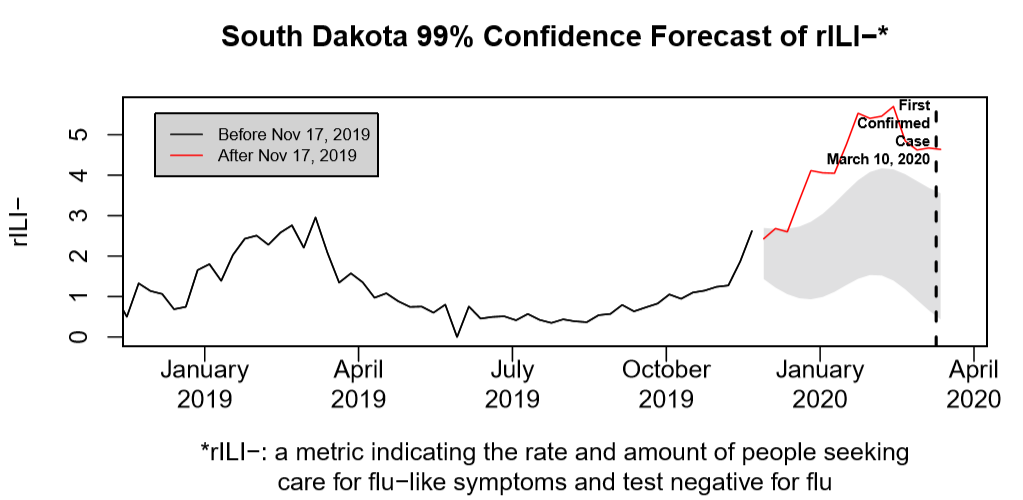 South Dakota 99% Confidence Forecast of rILI−*
Before Nov 17, 2019
After Nov 17, 2019
First
Confirmed
Case
March 10, 2020
rILI−
5
4
3
2
1
0
January
2019
April
2019
July
2019
October
2019
January
2020
April
2020
*rILI−: a metric indicating the rate and amount of people seeking
care for flu−like symptoms and test negative for flu